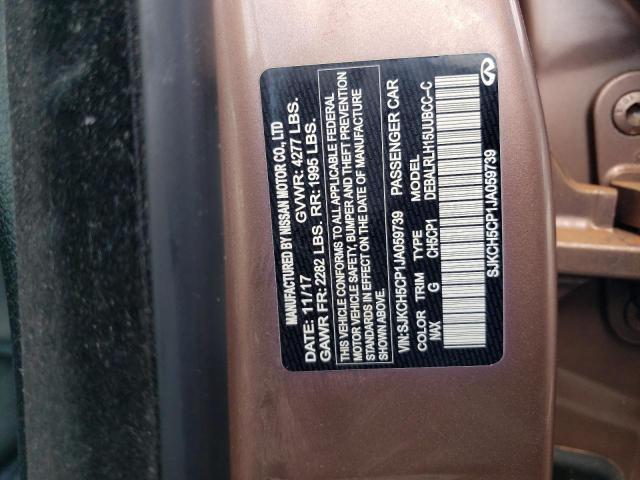 MANUFACTURED BY NISSAN MOTOR CO., LTD
DATE: 11/17 GVWR: 4277 LBS.
GAWR FR: 2282 LBS. RR: 1995 LBS.
THIS VEHICLE CONFORMS TO ALL APPLICABLE FEDERAL
MOTOR VEHICLE SAFETY, BUMPER AND THEFT PREVENTION
STANDARDS IN EFFECT ON THE DATE OF MANUFACTURE
SHOWN ABOVE.
VIN: SJKCH5CP1JA059739 PASSENGER CAR
COLOR TRIM TYPE MODEL
NAX G CH5CP1 DEBALRLH15UUBCC-C
SJKCH5CP1JA059739